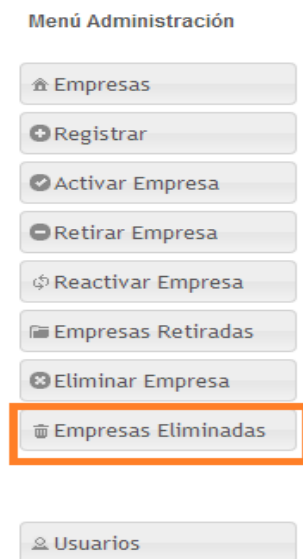 Menú Administración
Empresas
Registrar
Activar Empresa
Retirar Empresa
Reactivar Empresa
Empresas Retiradas
Eliminar Empresa
Empresas Eliminadas
Usuarios